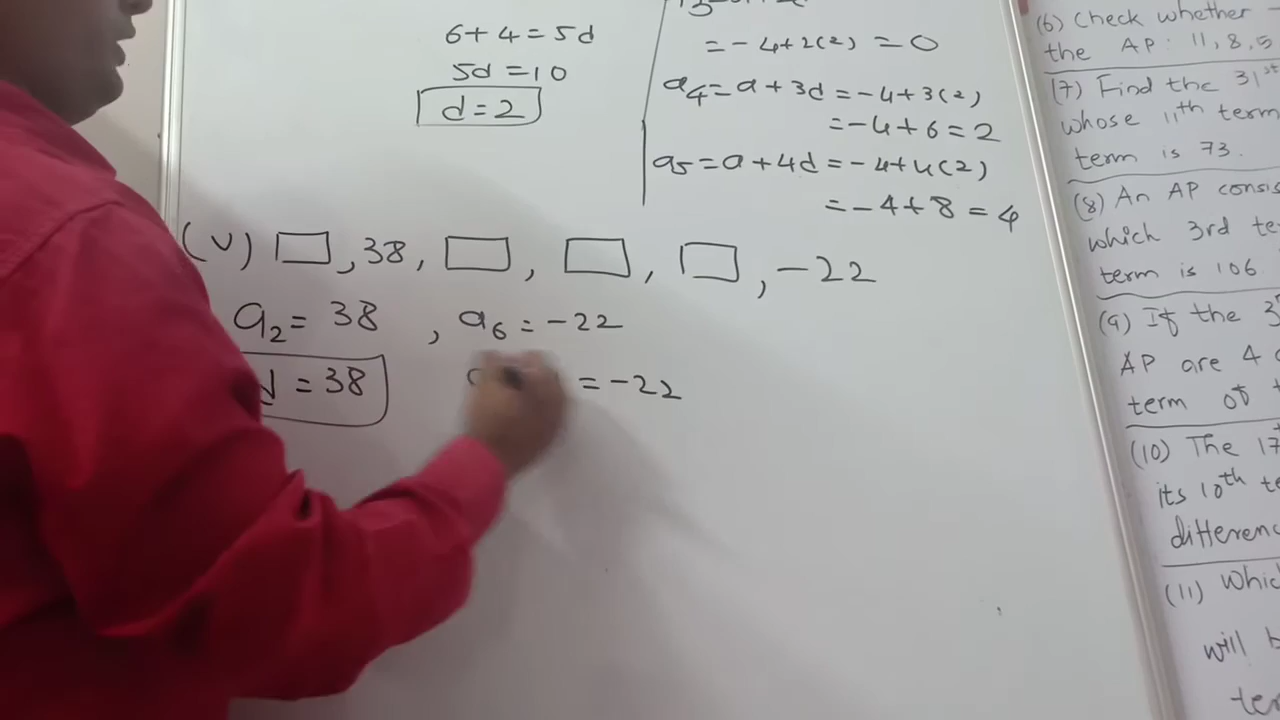 6+4=5d
5d=10
d=2
=-4+2(2)=0
a4=a+3d=-4+3(2)
=-4+6=2
a5=a+4d=-4+4(2)
=-4+8=4
(v) □, 38, □, □, □, -22
a2=38, a6=-22
=38
=-22
(6) Check whether -
the AP: 11, 8, 5
(7) Find the 31st
whose 11th term
term is 73.
(8) An AP consis
which 3rd te
term is 106
(9) If the 3
AP are 4 a
term of t
(10) The 17
its 10th te
differenc
(11) Whic
will b
ter